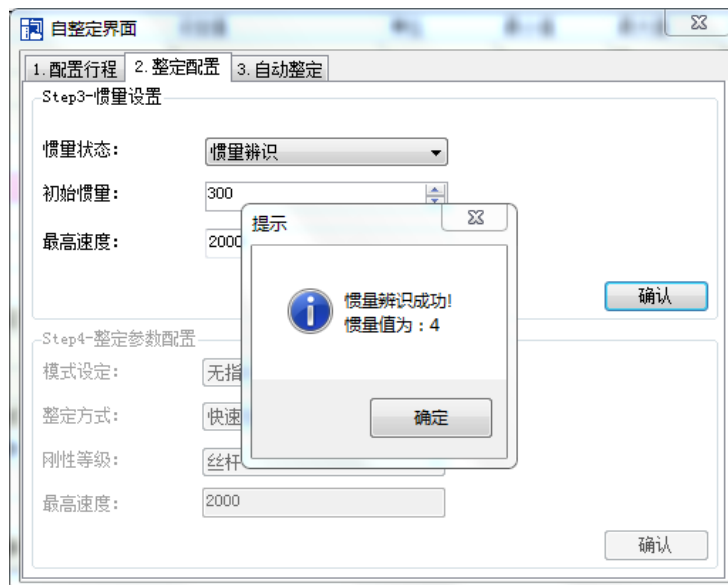 自整定界面
1.配置行程 2.整定配置 3.自动整定
Step3-惯量设置
惯量状态: 惯量辨识
初始惯量: 300
最高速度: 2000
确认
提示
惯量辨识成功!
惯量值为：4
确定
Step4-整定参数配置
模式设定: 无指
整定方式: 快速
刚性等级: 丝杆
最高速度: 2000
确认